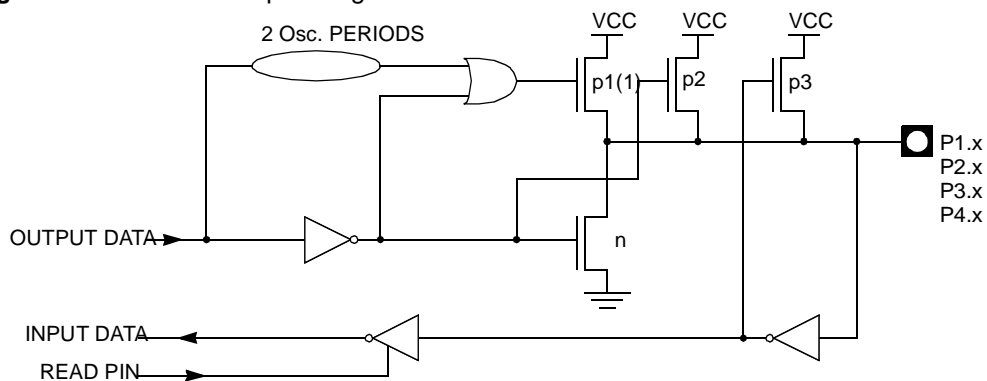 2 Osc. PERIODS
VCC
VCC
VCC
p1(1)
p2
p3
P1.x
P2.x
P3.x
P4.x
OUTPUT DATA
n
INPUT DATA
READ PIN